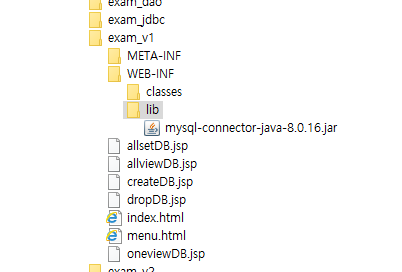 exam_dao
exam_jdbc
exam_v1
META-INF
WEB-INF
classes
lib
mysql-connector-java-8.0.16.jar
allsetDB.jsp
allviewDB.jsp
createDB.jsp
dropDB.jsp
index.html
menu.html
oneviewDB.jsp
exam_v2